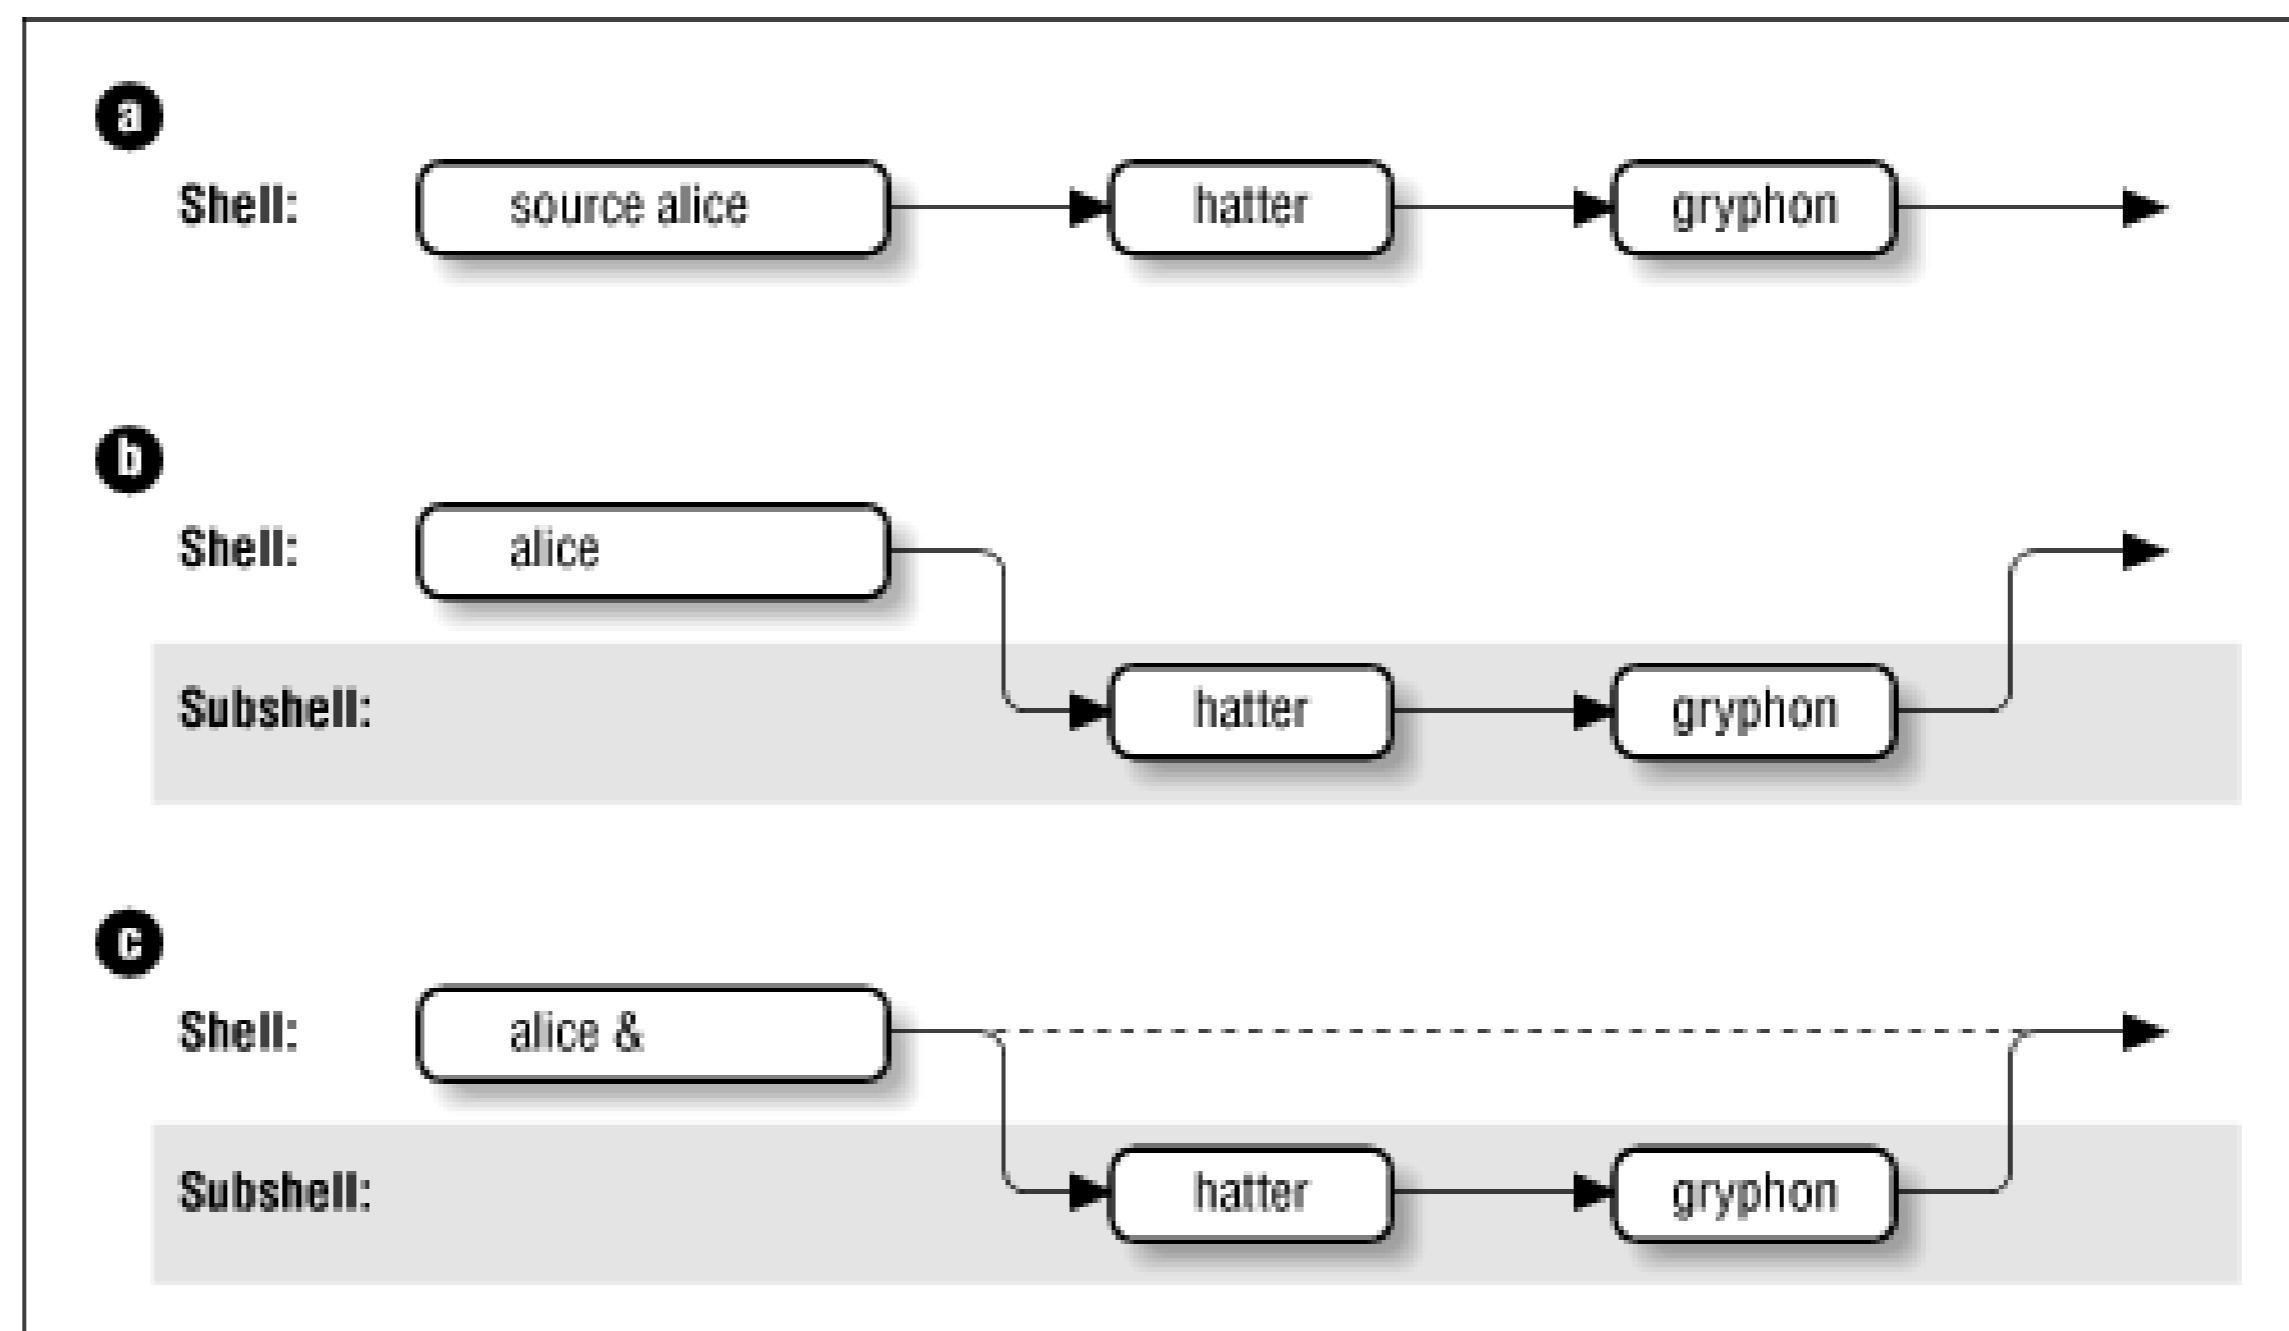 a
Shell: source alice hatter gryphon
b
Shell: alice
Subshell: hatter gryphon
c
Shell: alice &
Subshell: hatter gryphon